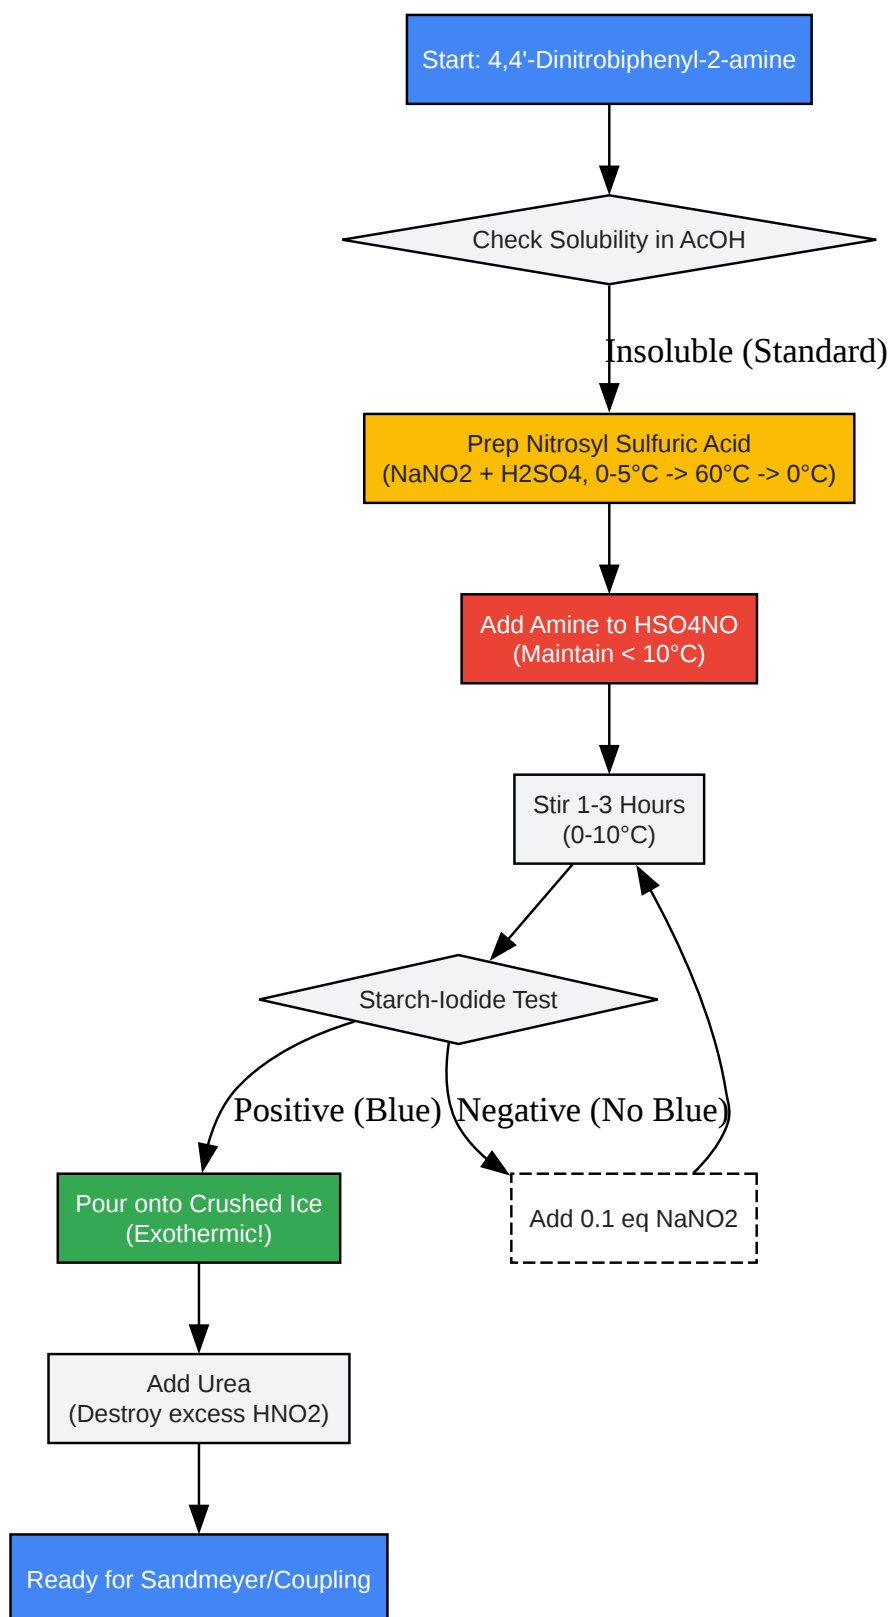 Start: 4,4'-Dinitrobiphenyl-2-amine
Check Solubility in AcOH
Insoluble (Standard)
Prep Nitrosyl Sulfuric Acid
(NaNO2 + H2SO4, 0-5°C -> 60°C -> 0°C)
Add Amine to HSO4NO
(Maintain < 10°C)
Stir 1-3 Hours
(0-10°C)
Starch-Iodide Test
Positive (Blue)
Negative (No Blue)
Pour onto Crushed Ice
(Exothermic!)
Add 0.1 eq NaNO2
Add Urea
(Destroy excess HNO2)
Ready for Sandmeyer/Coupling